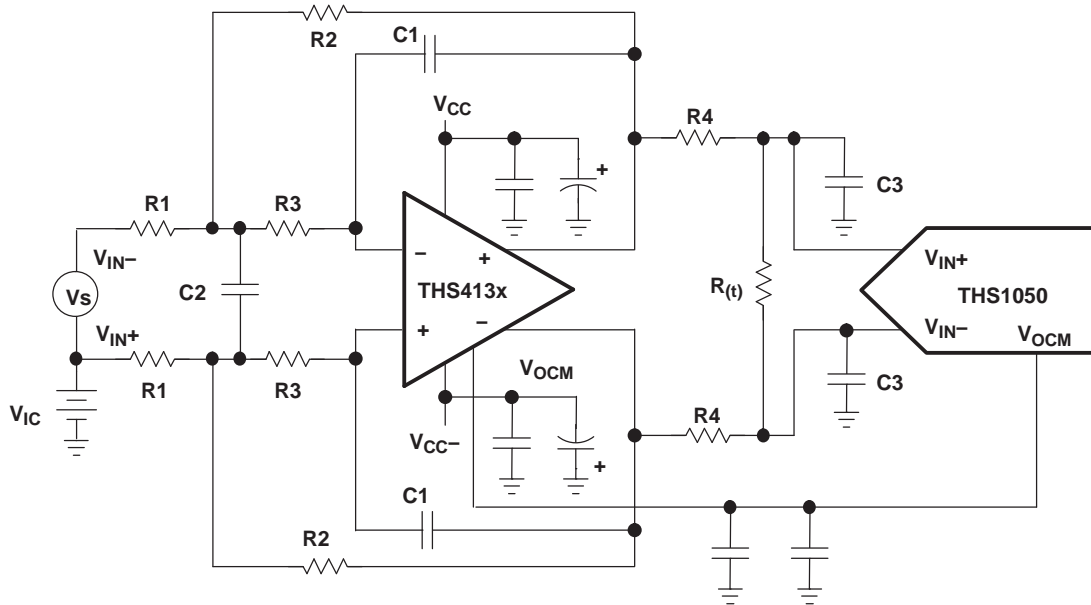 R2
C1
VCC
R4
+
C3
R1
R3
VIN−
−
+
VIN+
Vs
C2
THS413x
R(t)
THS1050
VIN+
+
−
VIN−
VOCM
R1
R3
VOCM
C3
VIC
R4
VCC−
+
C1
R2